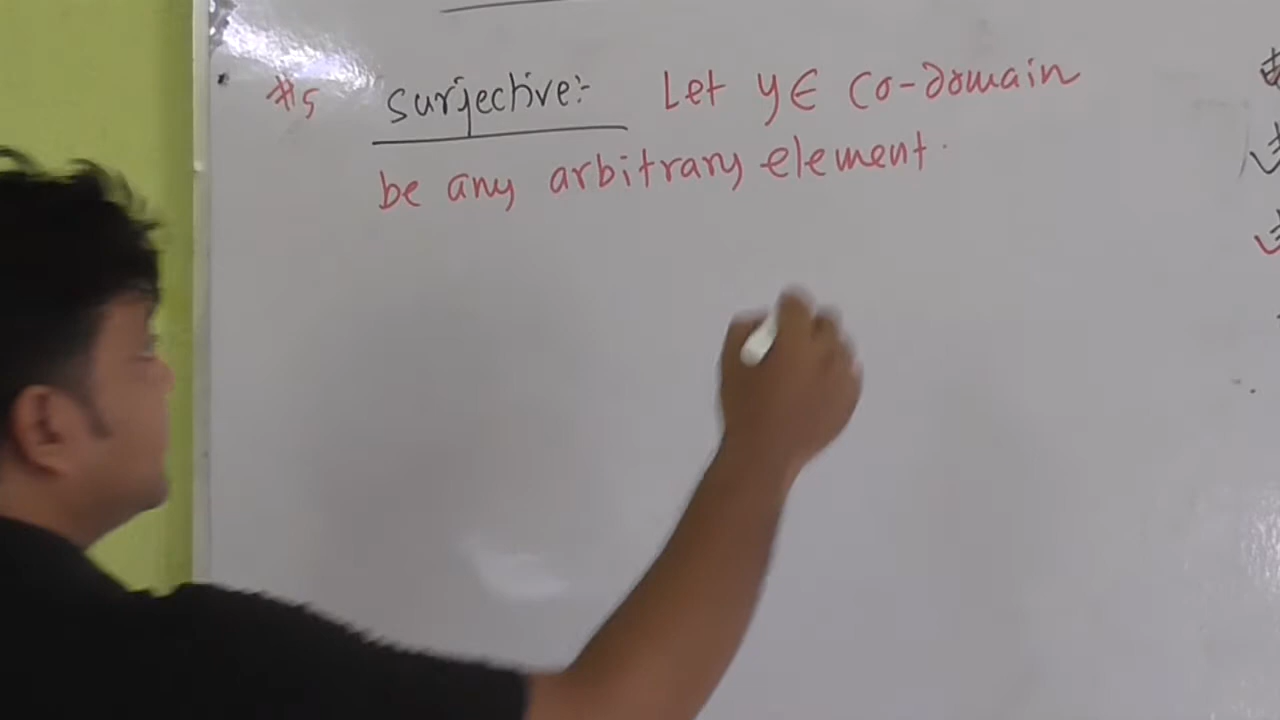 #5 Surjective:- Let y∈ co-domain
be any arbitrary element.